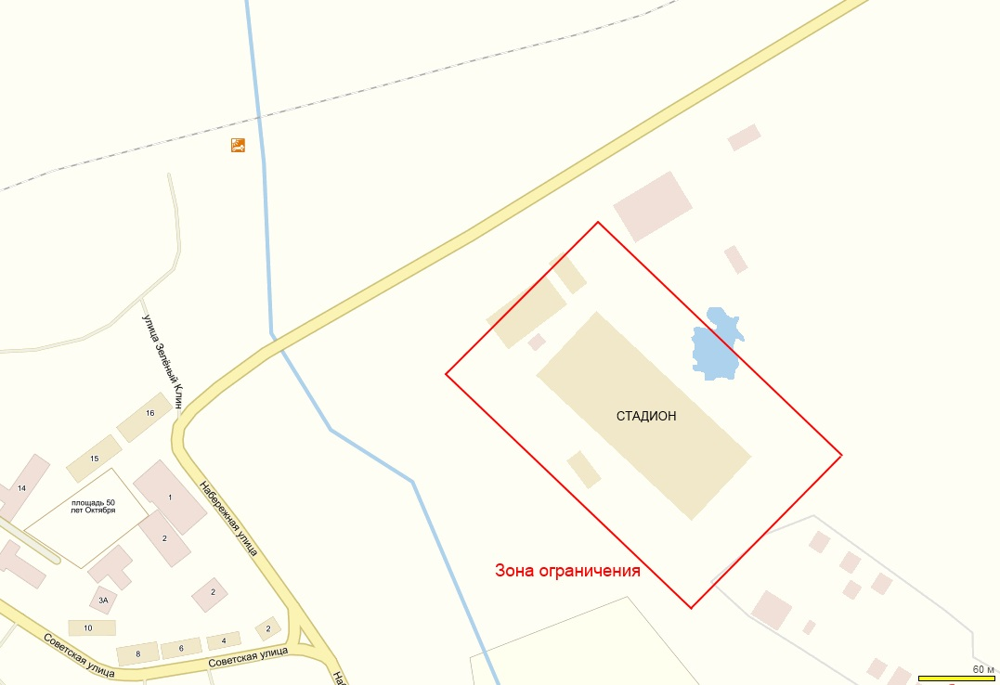 улица Зелёный Клин
16
15
14
СТАДИОН
площадь 50
лет Октября
1
Набережная улица
2
Зона ограничения
2
3А
10
2
4
6
8
Советская улица
Советская улица
Наб
60 м